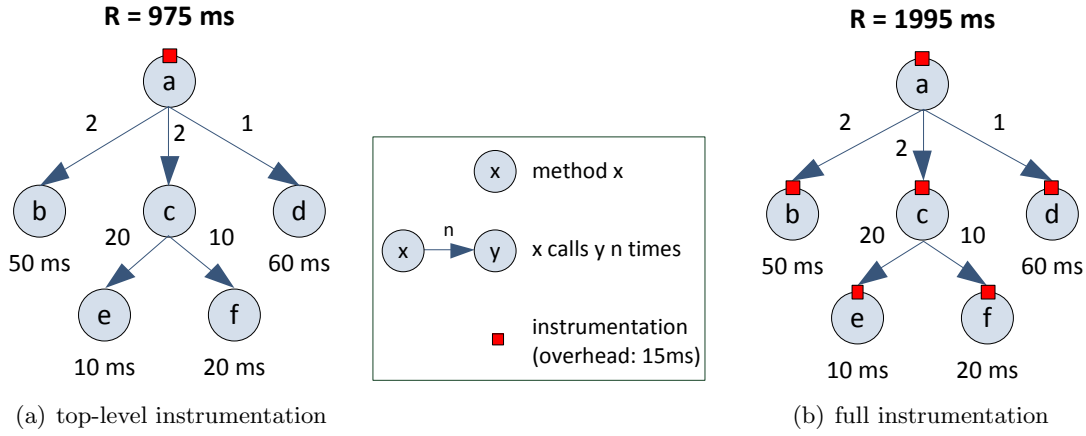 R = 975 ms
a
2
2
1
b
c
d
50 ms
20
10
60 ms
e
f
10 ms
20 ms
(a) top-level instrumentation
x
method x
x
n
y
x calls y n times
instrumentation
(overhead: 15ms)
R = 1995 ms
a
2
2
1
b
c
d
50 ms
20
10
60 ms
e
f
10 ms
20 ms
(b) full instrumentation